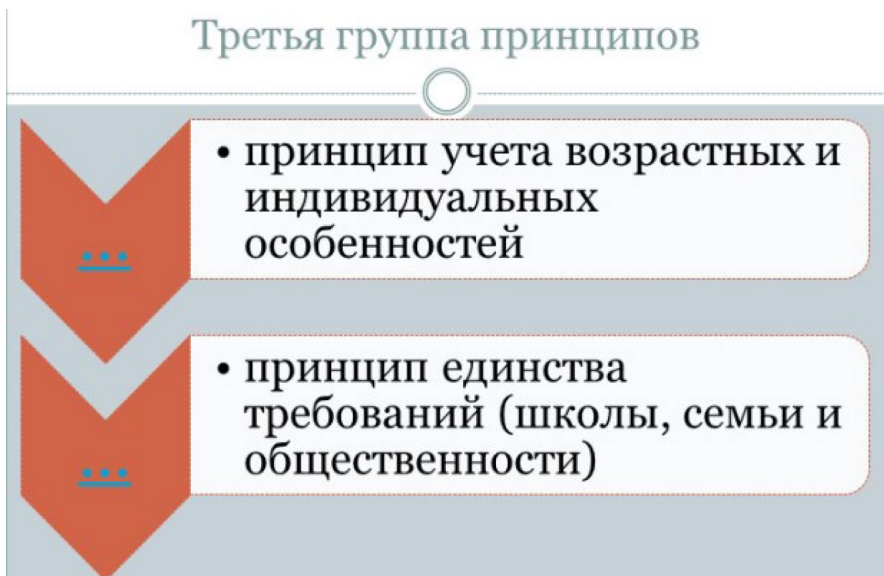 Третья группа принципов
...
• принцип учета возрастных и
индивидуальных
особенностей
...
• принцип единства
требований (школы, семьи и
общественности)